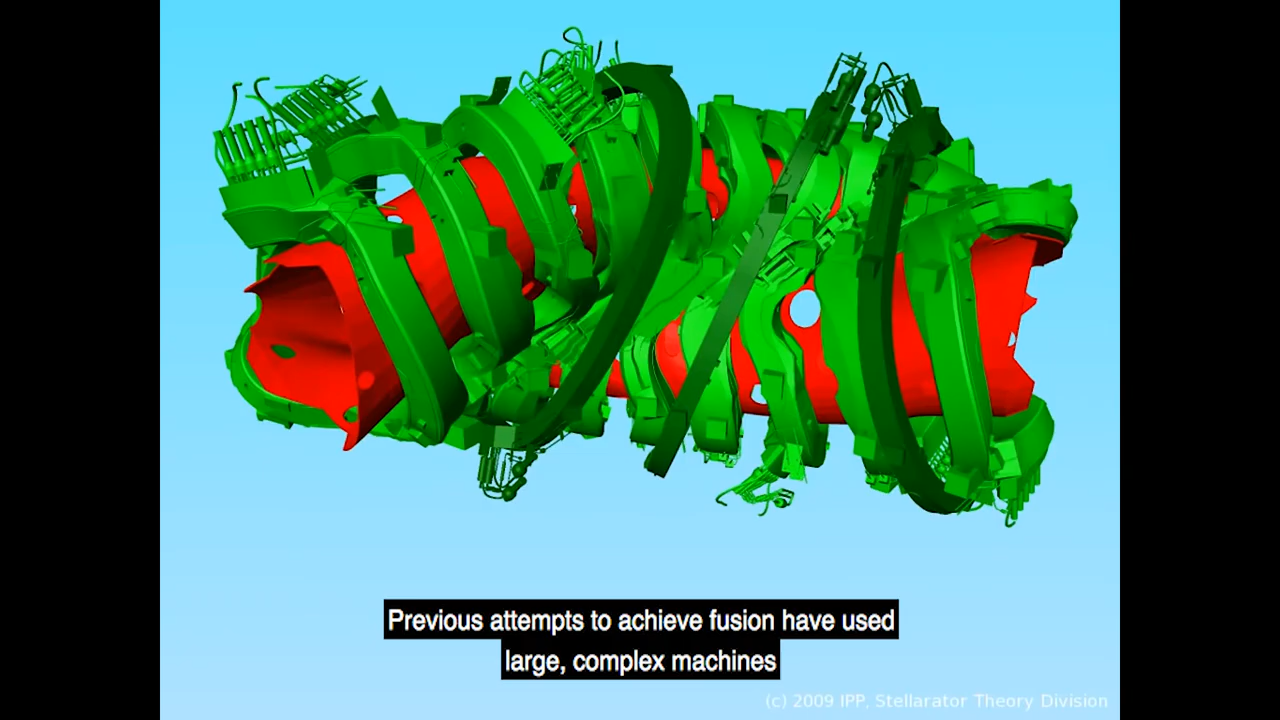 Previous attempts to achieve fusion have used
large, complex machines
(c) 2009 IPP, Stellarator Theory Division